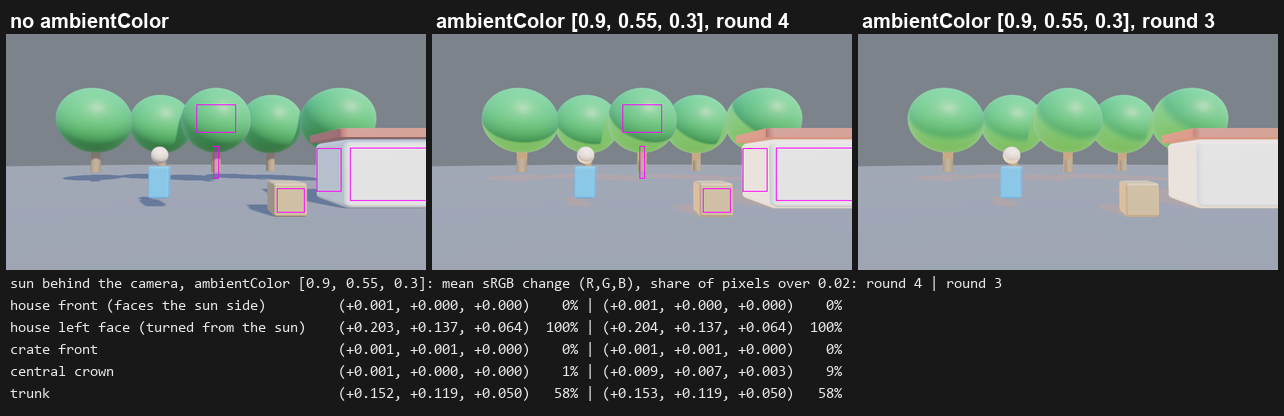 no ambientColor
ambientColor [0.9, 0.55, 0.3], round 4
ambientColor [0.9, 0.55, 0.3], round 3
sun behind the camera, ambientColor [0.9, 0.55, 0.3]: mean sRGB change (R,G,B), share of pixels over 0.02: round 4 | round 3
house front (faces the sun side) (+0.001, +0.000, +0.000) 0% | (+0.001, +0.000, +0.000) 0%
house left face (turned from the sun) (+0.203, +0.137, +0.064) 100% | (+0.204, +0.137, +0.064) 100%
crate front (+0.001, +0.001, +0.000) 0% | (+0.001, +0.001, +0.000) 0%
central crown (+0.001, +0.000, +0.000) 1% | (+0.009, +0.007, +0.003) 9%
trunk (+0.152, +0.119, +0.050) 58% | (+0.153, +0.119, +0.050) 58%